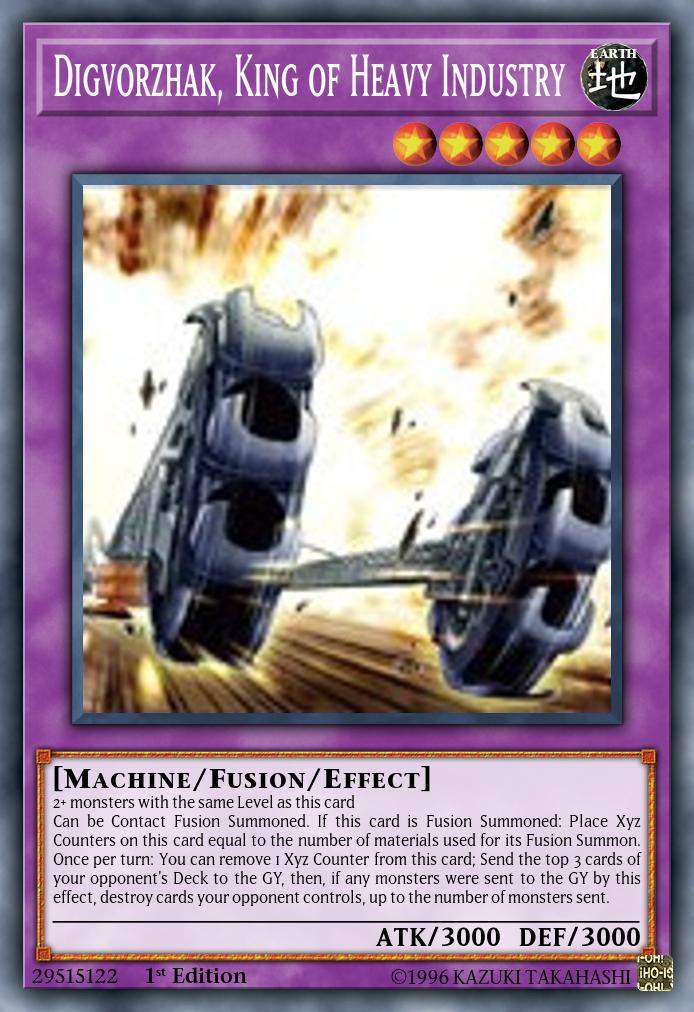 Digvorzhak, King of Heavy Industry
EARTH
地
[Machine/Fusion/Effect]
2+ monsters with the same Level as this card
Can be Contact Fusion Summoned. If this card is Fusion Summoned: Place Xyz
Counters on this card equal to the number of materials used for its Fusion Summon.
Once per turn: You can remove 1 Xyz Counter from this card; Send the top 3 cards of
your opponent's Deck to the GY, then, if any monsters were sent to the GY by this
effect, destroy cards your opponent controls, up to the number of monsters sent.
ATK/3000 DEF/3000
29515122 1st Edition ©1996 KAZUKI TAKAHASHI